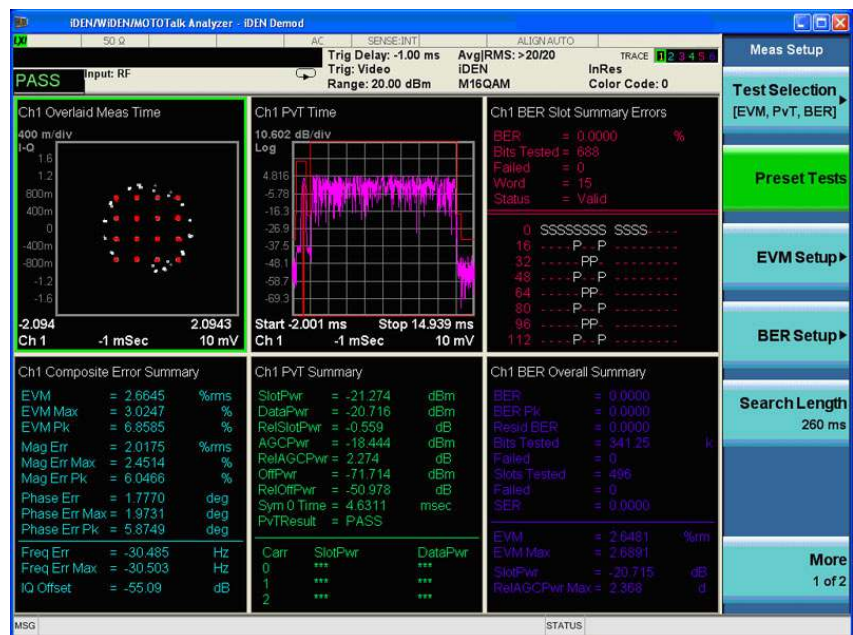 iDEN/WiDEN/MOTOTalk Analyzer - iDEN Demod
50 Ω AC SENSE:INT ALIGN AUTO
Trig Delay: -1.00 ms Avg|RMS: >20/20 TRACE 1 2 3 4 5 6
PASS Input: RF Trig: Video iDEN InRes
Range: 20.00 dBm M16QAM Color Code: 0
Meas Setup
Test Selection
[EVM, PvT, BER]
Preset Tests
EVM Setup
BER Setup
Search Length
260 ms
More
1 of 2
Ch1 Overlaid Meas Time
400 m/div
I-Q
1.6
1.2
800m
400m
0
-400m
-800m
-1.2
-1.6
-2.094 2.0943
Ch 1 -1 mSec 10 mV
Ch1 PvT Time
10.602 dB/div
Log
4.816
-5.78
-16.3
-26.9
-37.5
-48.1
-58.7
-69.3
Start -2.001 ms Stop 14.939 ms
Ch 1 -1 mSec 10 mV
Ch1 BER Slot Summary Errors
BER = 0.0000 %
Bits Tested = 688
Failed = 0
Word = 15
Status = Valid
0 SSSSSSSS SSSS----
16 -----P--P ---------
32 ------PP- ---------
48 -----P--P ---------
64 ------PP- ---------
80 -----P--P ---------
96 ------PP- ---------
112 -----P--P ---------
Ch1 Composite Error Summary
EVM = 2.6645 %rms
EVM Max = 3.0247 %
EVM Pk = 6.8585 %
Mag Err = 2.0175 %rms
Mag Err Max = 2.4514 %
Mag Err Pk = 6.0466 %
Phase Err = 1.7770 deg
Phase Err Max = 1.9731 deg
Phase Err Pk = 5.8749 deg
Freq Err = -30.485 Hz
Freq Err Max = -30.503 Hz
IQ Offset = -55.09 dB
Ch1 PvT Summary
SlotPwr = -21.274 dBm
DataPwr = -20.716 dBm
RelSlotPwr = -0.559 dB
AGCPwr = -18.444 dBm
RelAGCPwr = 2.274 dB
OffPwr = -71.714 dBm
RelOffPwr = -50.978 dB
Sym 0 Time = 4.6311 msec
PvTResult = PASS
Carr SlotPwr DataPwr
0 *** ***
1 *** ***
2 *** ***
Ch1 BER Overall Summary
BER = 0.0000
BER Pk = 0.0000
Resid BER = 0.0000
Bits Tested = 341.25 k
Failed = 0
Slots Tested = 496
Failed = 0
SER = 0.0000
EVM = 2.6481 %rm
EVM Max = 2.6891
SlotPwr = -20.715 dB
RelAGCPwr Max = 2.368 d
MSG STATUS